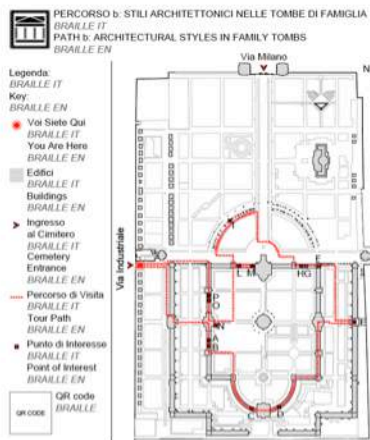 PERCORSO b: STILI ARCHITETTONICI NELLE TOMBE DI FAMIGLIA
BRAILLE IT
PATH b: ARCHITECTURAL STYLES IN FAMILY TOMBS
BRAILLE EN
Legenda:
BRAILLE IT
Key:
BRAILLE EN
Voi Siete Qui
BRAILLE IT
You Are Here
BRAILLE EN
Edifici
BRAILLE IT
Buildings
BRAILLE EN
Ingresso
al Cimitero
BRAILLE IT
Cemetery
Entrance
BRAILLE EN
Percorso di Visita
BRAILLE IT
Tour Path
BRAILLE EN
Punto di Interesse
BRAILLE IT
Point of Interest
BRAILLE EN
QR CODE
QR code
BRAILLE
Via Milano
N
Via Industriale
I
L M
HG
F
E
P
O
N
A
B
C
D